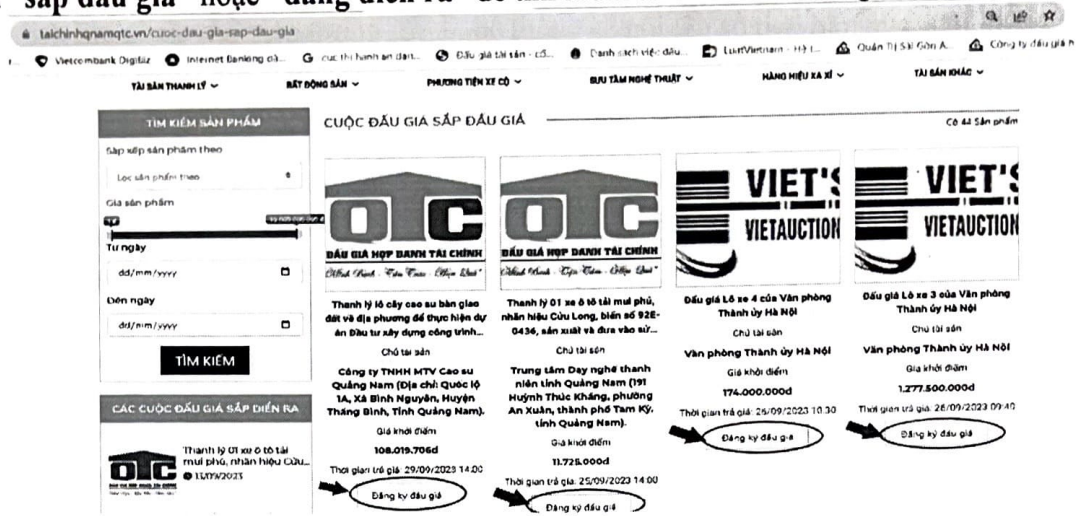 "sắp đấu giá" hoặc "đang diễn ra"
taichinhqnamqtc.vn/cuoc-dau-gia-sap-dau-gia
Vietcombank Digibiz
Internet Banking
cục thi hành án dân...
Đấu giá tài sản - cổ...
Danh sách việc đấu...
LuatVietnam - Hệ t...
Quản Trị Sài Gòn A...
Công ty đấu giá h
TÀI SẢN THANH LÝ
BẤT ĐỘNG SẢN
PHƯƠNG TIỆN XE CỘ
SƯU TẦM NGHỆ THUẬT
HÀNG HIỆU XA XỈ
TÀI SẢN KHÁC
TÌM KIẾM SẢN PHẨM
Sắp xếp sản phẩm theo
Lọc sản phẩm theo
Giá sản phẩm
Từ ngày
dd/mm/yyyy
Đến ngày
dd/mm/yyyy
TÌM KIẾM
CÁC CUỘC ĐẤU GIÁ SẮP DIỄN RA
QTC
Thanh lý 01 xe ô tô tải
mui phủ, nhãn hiệu Cửu...
13/09/2023
CUỘC ĐẤU GIÁ SẮP ĐẤU GIÁ
Có 44 Sản phẩm
QTC
ĐẤU GIÁ HỢP DANH TÀI CHÍNH
Thanh lý lô cây cao su bàn giao
đất về địa phương để thực hiện dự
án Đầu tư xây dựng công trình...
Chủ tài sản
Công ty TNHH MTV Cao su
Quảng Nam (Địa chỉ: Quốc lộ
1A, Xã Bình Nguyên, Huyện
Thăng Bình, Tỉnh Quảng Nam).
Giá khởi điểm
108.019.706đ
Thời gian trả giá: 29/09/2023 14:00
Đăng ký đấu giá
QTC
ĐẤU GIÁ HỢP DANH TÀI CHÍNH
Thanh lý 01 xe ô tô tải mui phủ,
nhãn hiệu Cửu Long, biển số 92E-
0436, sản xuất và đưa vào sử...
Chủ tài sản
Trung tâm Dạy nghề thanh
niên tỉnh Quảng Nam (191
Huỳnh Thúc Kháng, phường
An Xuân, thành phố Tam Kỳ,
tỉnh Quảng Nam).
Giá khởi điểm
11.725.000đ
Thời gian trả giá: 25/09/2023 14:00
Đăng ký đấu giá
VIET'S
VIETAUCTION
Đấu giá Lô xe 4 của Văn phòng
Thành ủy Hà Nội
Chủ tài sản
Văn phòng Thành ủy Hà Nội
Giá khởi điểm
174.000.000đ
Thời gian trả giá: 26/09/2023 10:30
Đăng ký đấu giá
VIET'S
VIETAUCTION
Đấu giá Lô xe 3 của Văn phòng
Thành ủy Hà Nội
Chủ tài sản
Văn phòng Thành ủy Hà Nội
Giá khởi điểm
1.277.500.000đ
Thời gian trả giá: 26/09/2023 09:40
Đăng ký đấu giá